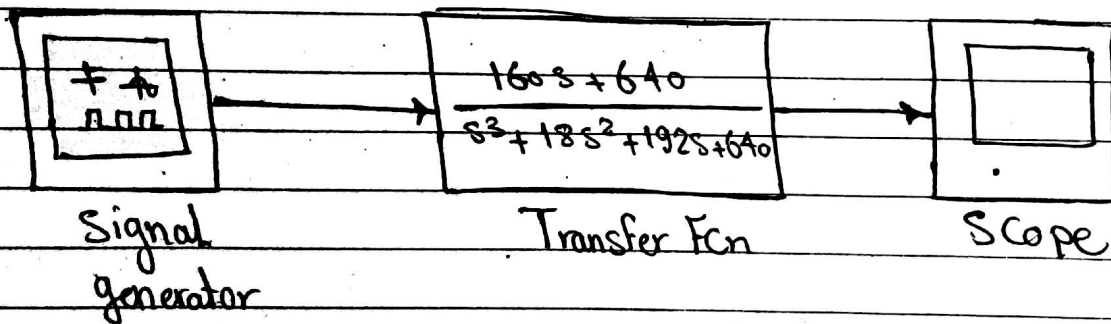 160s+640
s³+18s²+192s+640
Signal
generator
Transfer Fcn
Scope